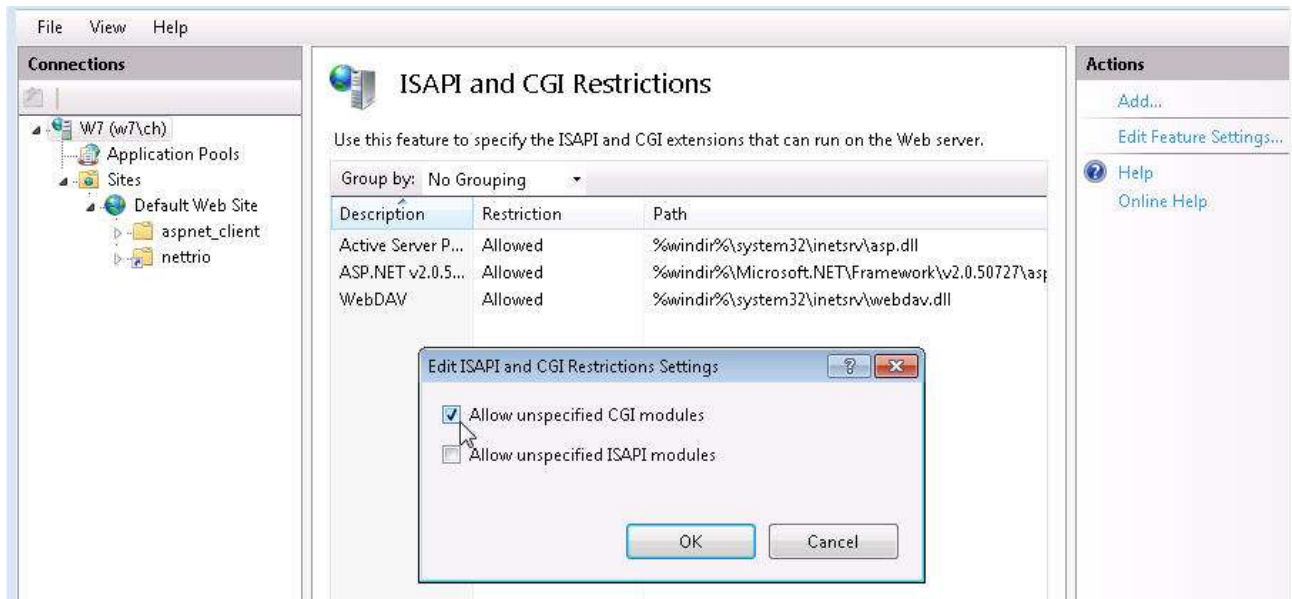 File View Help
Connections
W7 (w7\ch)
Application Pools
Sites
Default Web Site
aspnet_client
nettrio
ISAPI and CGI Restrictions
Use this feature to specify the ISAPI and CGI extensions that can run on the Web server.
Group by: No Grouping
Description Restriction Path
Active Server P... Allowed %windir%\system32\inetsrv\asp.dll
ASP.NET v2.0.5... Allowed %windir%\Microsoft.NET\Framework\v2.0.50727\asp
WebDAV Allowed %windir%\system32\inetsrv\webdav.dll
Edit ISAPI and CGI Restrictions Settings
Allow unspecified CGI modules
Allow unspecified ISAPI modules
OK Cancel
Actions
Add...
Edit Feature Settings...
Help
Online Help